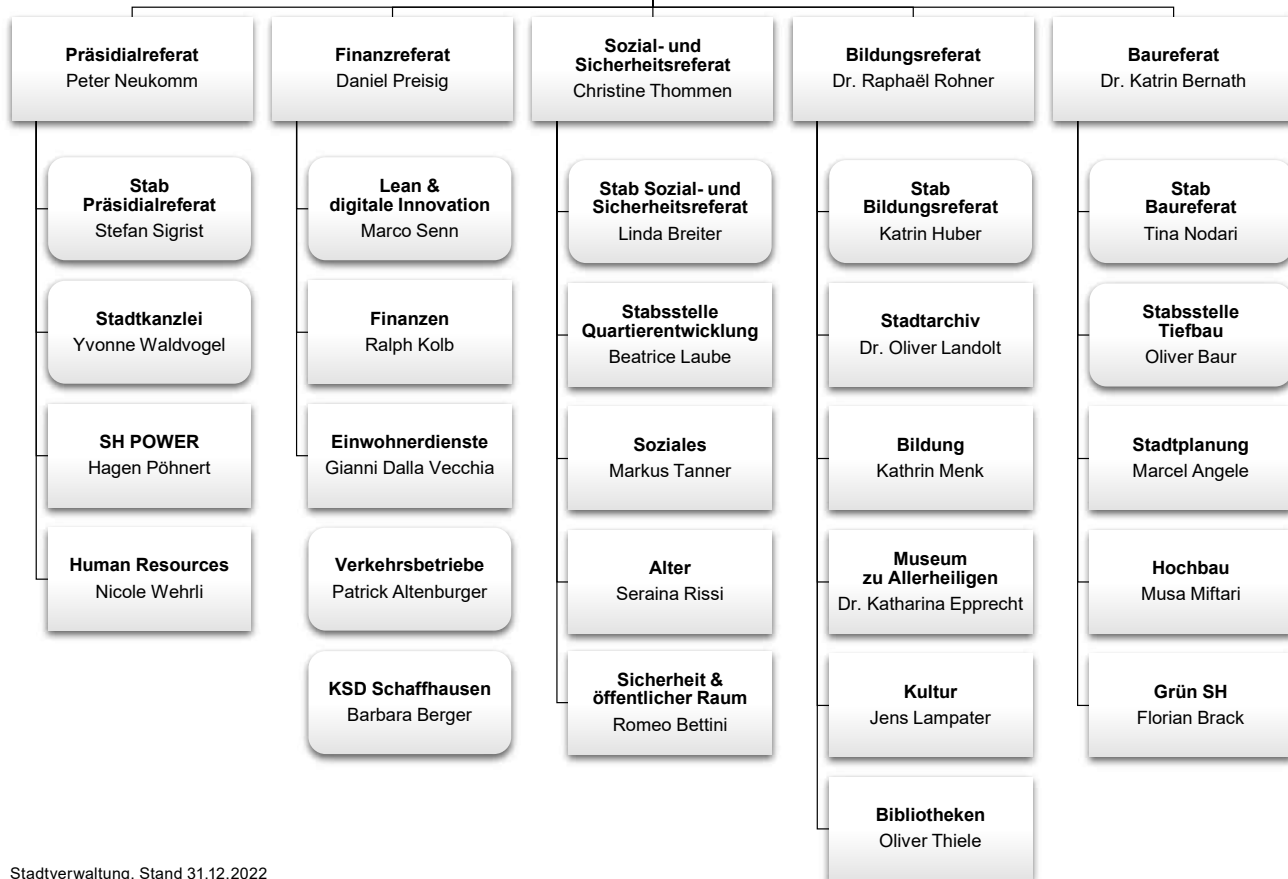 Präsidialreferat
Peter Neukomm
Finanzreferat
Daniel Preisig
Sozial- und
Sicherheitsreferat
Christine Thommen
Bildungsreferat
Dr. Raphaël Rohner
Baureferat
Dr. Katrin Bernath
Stab
Präsidialreferat
Stefan Sigrist
Stadtkanzlei
Yvonne Waldvogel
SH POWER
Hagen Pöhnert
Human Resources
Nicole Wehrli
Lean &
digitale Innovation
Marco Senn
Finanzen
Ralph Kolb
Einwohnerdienste
Gianni Dalla Vecchia
Verkehrsbetriebe
Patrick Altenburger
KSD Schaffhausen
Barbara Berger
Stab Sozial- und
Sicherheitsreferat
Linda Breiter
Stabsstelle
Quartierentwicklung
Beatrice Laube
Soziales
Markus Tanner
Alter
Seraina Rissi
Sicherheit &
öffentlicher Raum
Romeo Bettini
Stab
Bildungsreferat
Katrin Huber
Stadtarchiv
Dr. Oliver Landolt
Bildung
Kathrin Menk
Museum
zu Allerheiligen
Dr. Katharina Epprecht
Kultur
Jens Lampater
Bibliotheken
Oliver Thiele
Stab
Baureferat
Tina Nodari
Stabsstelle
Tiefbau
Oliver Baur
Stadtplanung
Marcel Angele
Hochbau
Musa Miftari
Grün SH
Florian Brack
Stadtverwaltung, Stand 31.12.2022